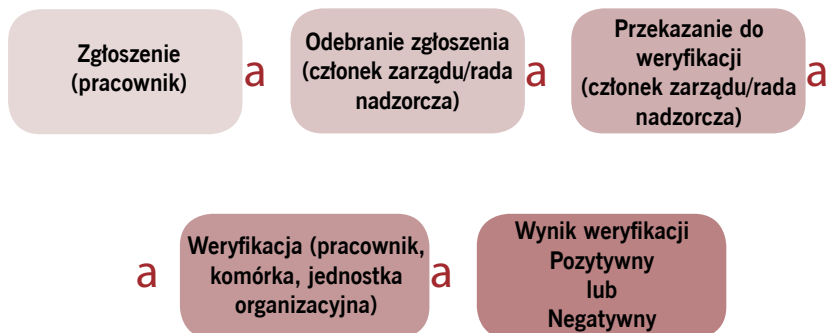 Zgłoszenie
(pracownik)
a
Odebranie zgłoszenia
(członek zarządu/rada
nadzorcza)
a
Przekazanie do
weryfikacji
(członek zarządu/rada
nadzorcza)
a
a
Weryfikacja (pracownik,
komórka, jednostka
organizacyjna)
a
Wynik weryfikacji
Pozytywny
lub
Negatywny